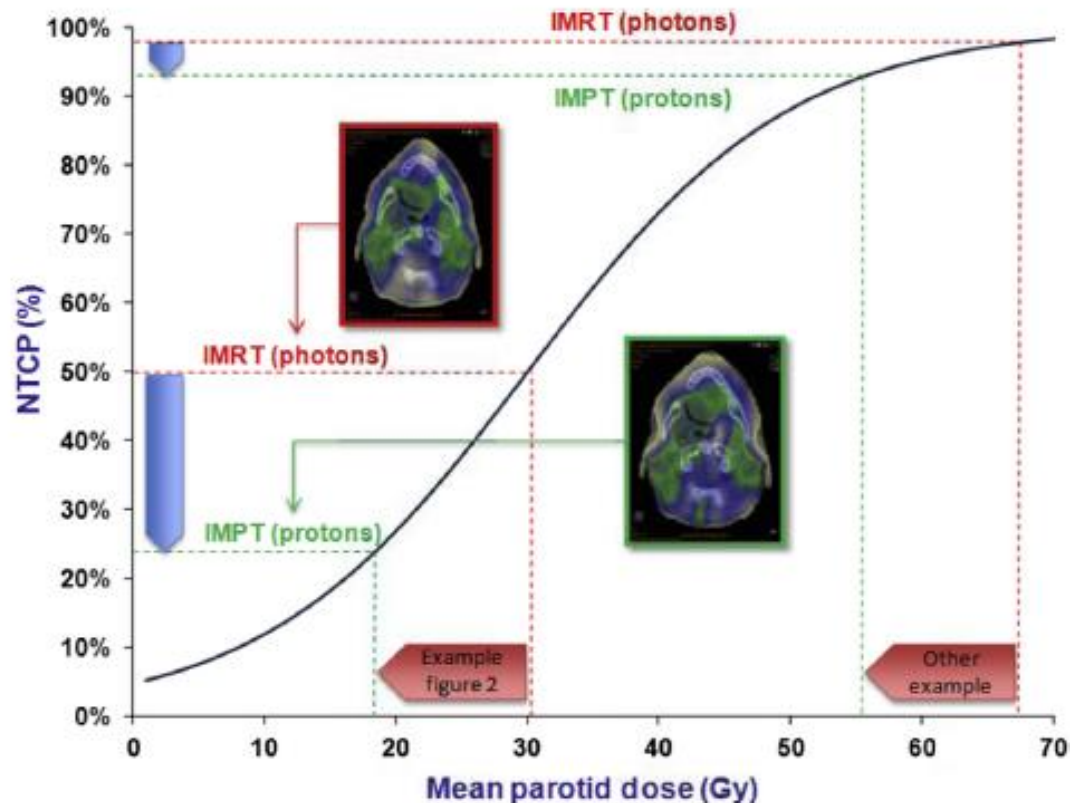 IMRT (photons)
100%
90%
IMPT (protons)
80%
70%
60%
IMRT (photons)
50%
40%
30%
IMPT (protons)
20%
10%
0%
NTCP (%)
Example
figure 2
Other
example
0 10 20 30 40 50 60 70
Mean parotid dose (Gy)